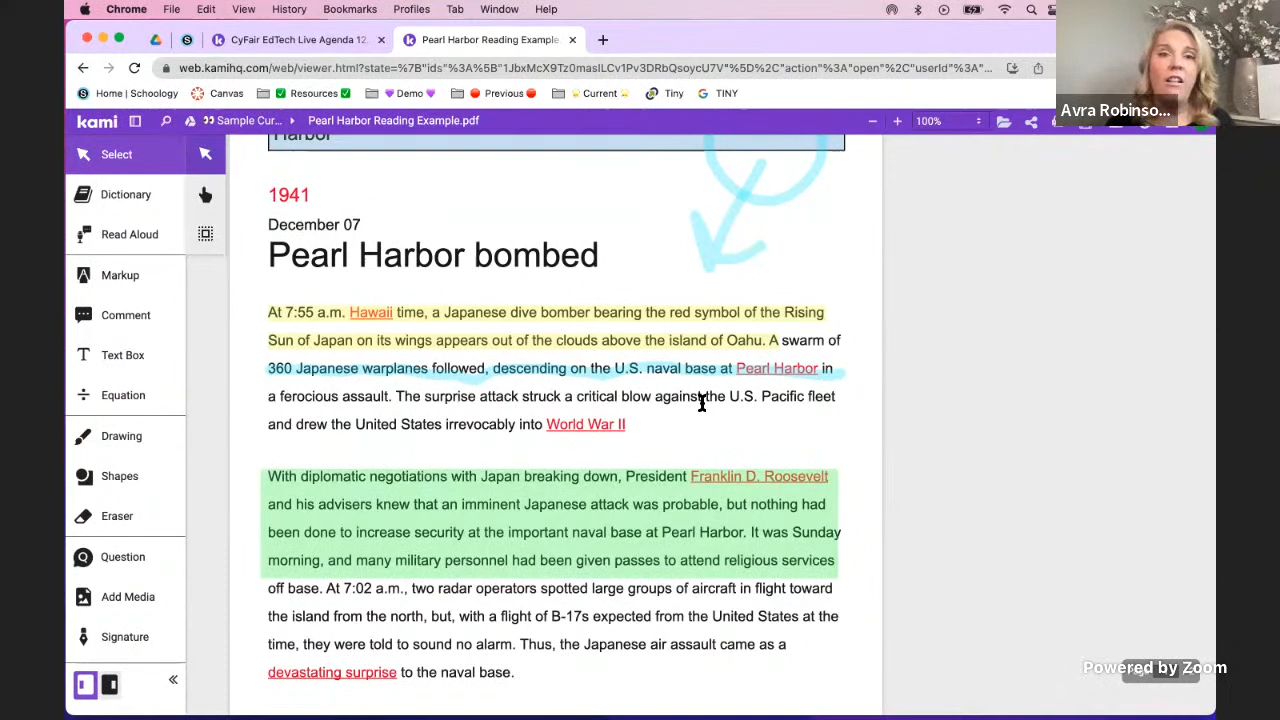 Chrome File Edit View History Bookmarks Profiles Tab Window Help
CyFair EdTech Live Agenda 12.
Pearl Harbor Reading Example.
web.kamihq.com/web/viewer.html?state=%7B"ids"%3A%5B"1JbxMcX9Tz0masILCv1Pv3DRbQsoycU7V"%5D%2C"action"%3A"open"%2C"userId"%3A"...
Home | Schoology Canvas Resources Demo Previous Current Tiny TINY
kami Sample Cur... Pearl Harbor Reading Example.pdf 100%
Avra Robinso...
Select
Dictionary
Read Aloud
Markup
Comment
Text Box
Equation
Drawing
Shapes
Eraser
Question
Add Media
Signature
Harbor
1941
December 07
Pearl Harbor bombed
At 7:55 a.m. Hawaii time, a Japanese dive bomber bearing the red symbol of the Rising
Sun of Japan on its wings appears out of the clouds above the island of Oahu. A swarm of
360 Japanese warplanes followed, descending on the U.S. naval base at Pearl Harbor in
a ferocious assault. The surprise attack struck a critical blow against the U.S. Pacific fleet
and drew the United States irrevocably into World War II
With diplomatic negotiations with Japan breaking down, President Franklin D. Roosevelt
and his advisers knew that an imminent Japanese attack was probable, but nothing had
been done to increase security at the important naval base at Pearl Harbor. It was Sunday
morning, and many military personnel had been given passes to attend religious services
off base. At 7:02 a.m., two radar operators spotted large groups of aircraft in flight toward
the island from the north, but, with a flight of B-17s expected from the United States at the
time, they were told to sound no alarm. Thus, the Japanese air assault came as a
devastating surprise to the naval base.
Powered by Zoom